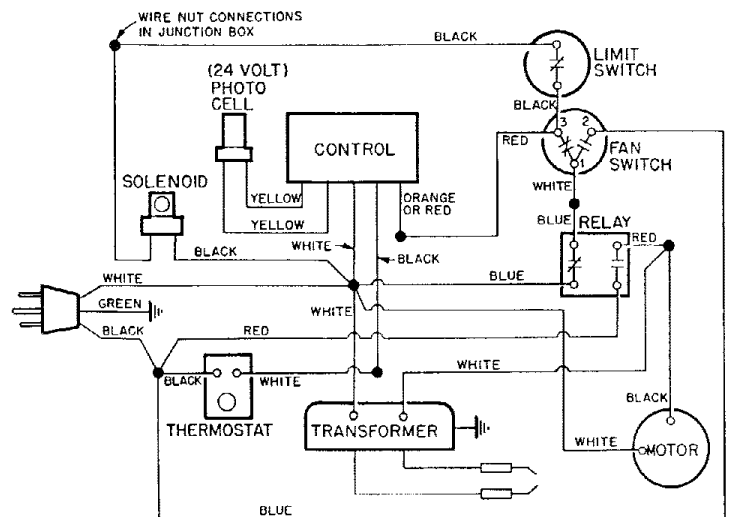 WIRE NUT CONNECTIONS
IN JUNCTION BOX
BLACK
LIMIT
SWITCH
(24 VOLT)
PHOTO
CELL
BLACK
3
2
RED
FAN
SWITCH
1
CONTROL
SOLENOID
YELLOW
ORANGE
OR RED
WHITE
YELLOW
BLUE
RELAY
RED
WHITE
BLACK
BLACK
WHITE
BLUE
GREEN
WHITE
BLACK
RED
BLACK
WHITE
WHITE
THERMOSTAT
TRANSFORMER
BLACK
WHITE
MOTOR
BLUE